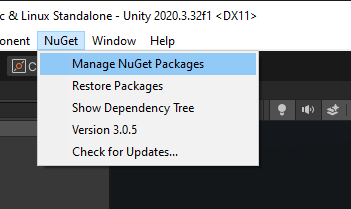 c & Linux Standalone - Unity 2020.3.32f1 <DX11>
onent NuGet Window Help
Manage NuGet Packages
Restore Packages
Show Dependency Tree
Version 3.0.5
Check for Updates...